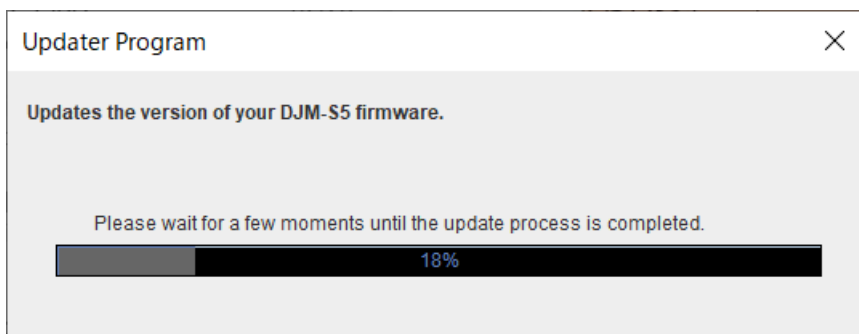 Updater Program
Updates the version of your DJM-S5 firmware.
Please wait for a few moments until the update process is completed.
18%